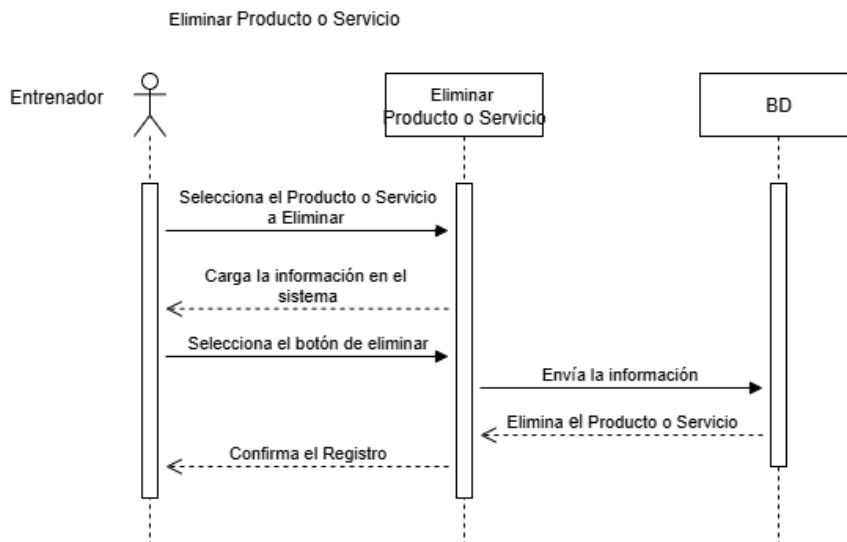 Eliminar Producto o Servicio
Entrenador
Eliminar
Producto o Servicio
BD
Selecciona el Producto o Servicio
a Eliminar
Carga la información en el
sistema
Selecciona el botón de eliminar
Envía la información
Elimina el Producto o Servicio
Confirma el Registro